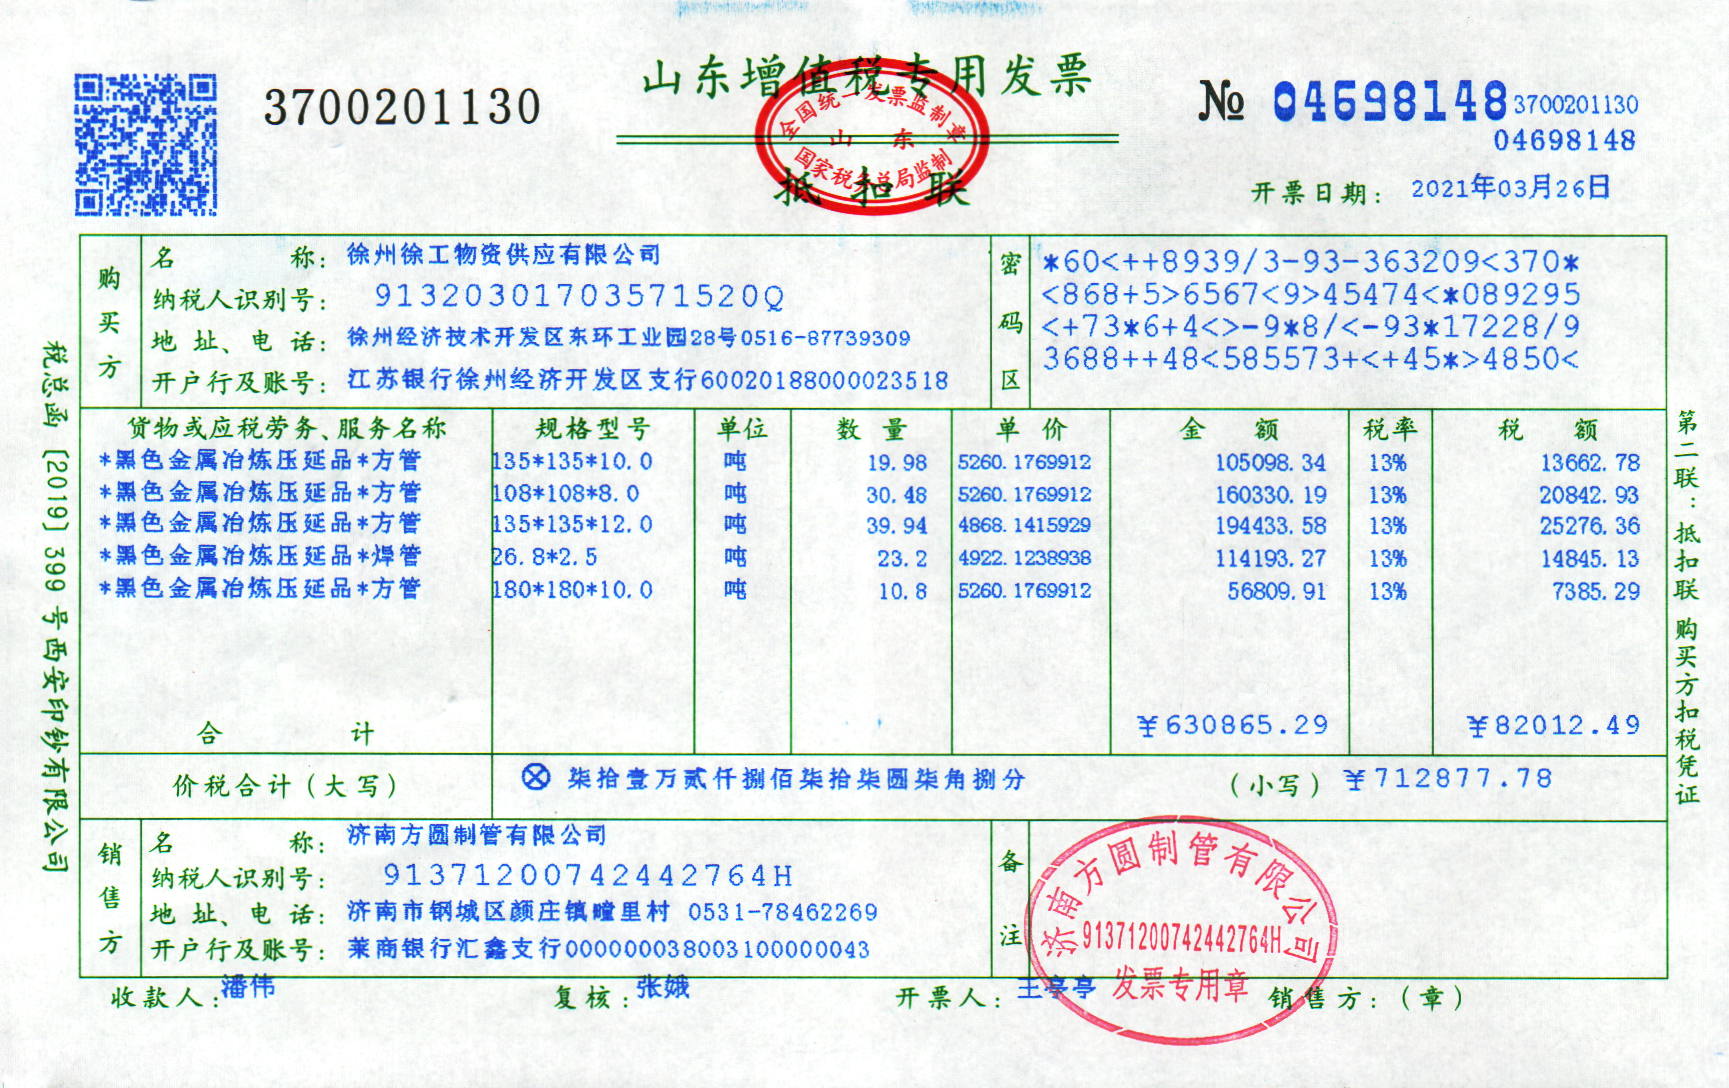 山东增值税专用发票
3700201130
№ 04698148 3700201130
04698148
全国统一发票监制章
山 东
国家税务总局监制
抵 扣 联
开票日期： 2021年03月26日
税总函〔2019〕399号西安印钞有限公司
第二联：抵扣联 购买方扣税凭证
购买方
名 称： 徐州徐工物资供应有限公司
纳税人识别号： 91320301703571520Q
地 址、电 话： 徐州经济技术开发区东环工业园28号0516-87739309
开户行及账号： 江苏银行徐州经济开发区支行60020188000023518
密码区
*60<++8939/3-93-363209<370*
<868+5>6567<9>45474<*089295
<+73*6+4<>-9*8/<-93*17228/9
3688++48<585573+<+45*>4850<
货物或应税劳务、服务名称 规格型号 单位 数 量 单 价 金 额 税率 税 额
*黑色金属冶炼压延品*方管 135*135*10.0 吨 19.98 5260.1769912 105098.34 13% 13662.78
*黑色金属冶炼压延品*方管 108*108*8.0 吨 30.48 5260.1769912 160330.19 13% 20842.93
*黑色金属冶炼压延品*方管 135*135*12.0 吨 39.94 4868.1415929 194433.58 13% 25276.36
*黑色金属冶炼压延品*焊管 26.8*2.5 吨 23.2 4922.1238938 114193.27 13% 14845.13
*黑色金属冶炼压延品*方管 180*180*10.0 吨 10.8 5260.1769912 56809.91 13% 7385.29
合 计 ￥630865.29 ￥82012.49
价税合计（大写） ⊗ 柒拾壹万贰仟捌佰柒拾柒圆柒角捌分 （小写） ￥712877.78
销售方
名 称： 济南方圆制管有限公司
纳税人识别号： 91371200742442764H
地 址、电 话： 济南市钢城区颜庄镇疃里村 0531-78462269
开户行及账号： 莱商银行汇鑫支行000000038003100000043
备注
济南方圆制管有限公司
91371200742442764H
发票专用章
收款人： 潘伟 复核： 张娥 开票人： 王亭亭 销售方：（章）